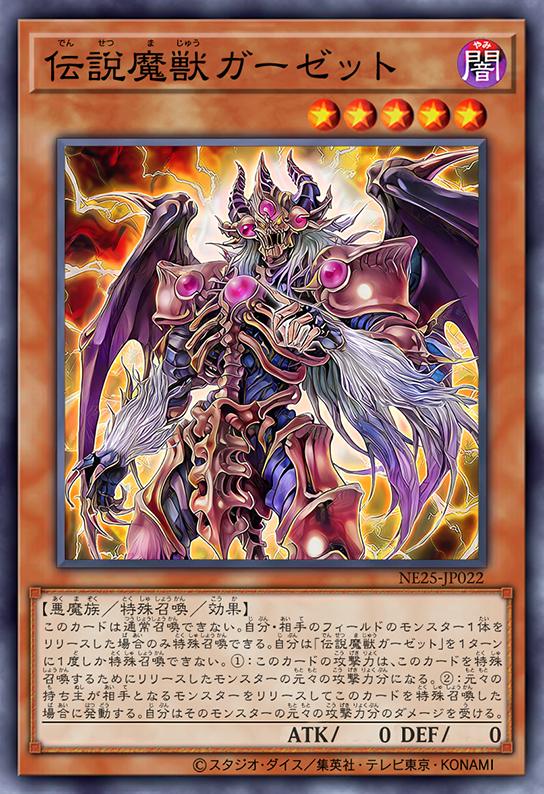 伝説魔獣ガーゼット
闇
NE25-JP022
【悪魔族／特殊召喚／効果】
このカードは通常召喚できない。自分・相手のフィールドのモンスター1体を
リリースした場合のみ特殊召喚できる。自分は「伝説魔獣ガーゼット」を1ターン
に1度しか特殊召喚できない。①：このカードの攻撃力は、このカードを特殊
召喚するためにリリースしたモンスターの元々の攻撃力分になる。②：元々の
持ち主が相手となるモンスターをリリースしてこのカードを特殊召喚した
場合に発動する。自分はそのモンスターの元々の攻撃力分のダメージを受ける。
ATK/ 0 DEF/ 0
©スタジオ・ダイス／集英社・テレビ東京・KONAMI